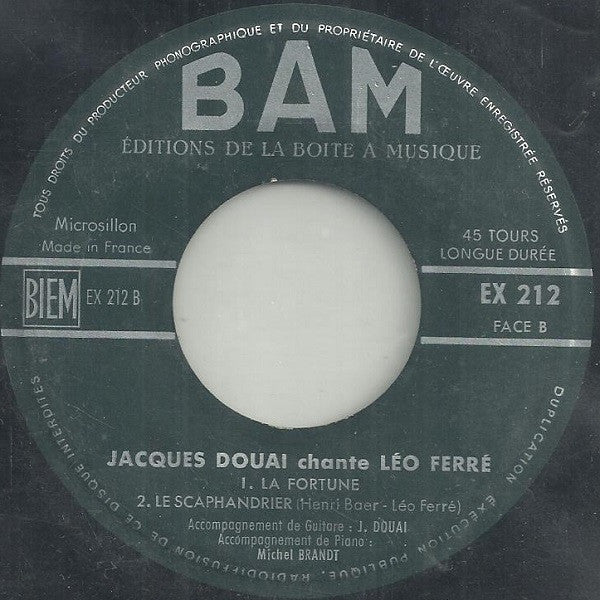 TOUS DROITS DU PRODUCTEUR PHONOGRAPHIQUE ET DU PROPRIÉTAIRE DE L'ŒUVRE ENREGISTRÉE RÉSERVÉS
BAM
ÉDITIONS DE LA BOITE A MUSIQUE
Microsillon
Made in France
45 TOURS
LONGUE DURÉE
BIEM
EX 212 B
EX 212
FACE B
JACQUES DOUAI chante LÉO FERRÉ
1. LA FORTUNE
2. LE SCAPHANDRIER (Henri Baer - Léo Ferré)
Accompagnement de Guitare : J. DOUAI
Accompagnement de Piano :
Michel BRANDT
DUPLICATION EXÉCUTION PUBLIQUE, RADIODIFFUSION DE CE DISQUE INTERDITES